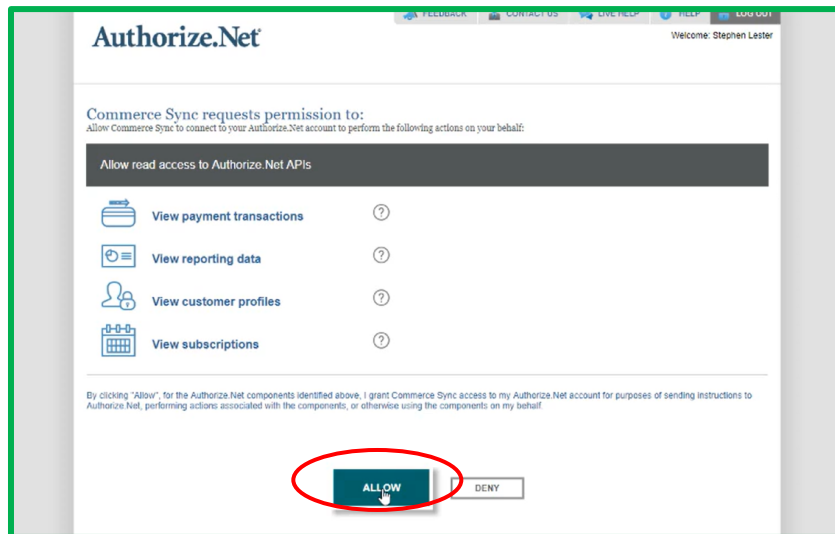 FEEDBACK CONTACT US LIVE HELP HELP LOG OUT
Authorize.Net
Welcome: Stephen Lester
Commerce Sync requests permission to:
Allow Commerce Sync to connect to your Authorize.Net account to perform the following actions on your behalf:
Allow read access to Authorize.Net APIs
View payment transactions ?
View reporting data ?
View customer profiles ?
View subscriptions ?
By clicking "Allow", for the Authorize.Net components identified above, I grant Commerce Sync access to my Authorize.Net account for purposes of sending instructions to
Authorize.Net, performing actions associated with the components, or otherwise using the components on my behalf.
ALLOW DENY